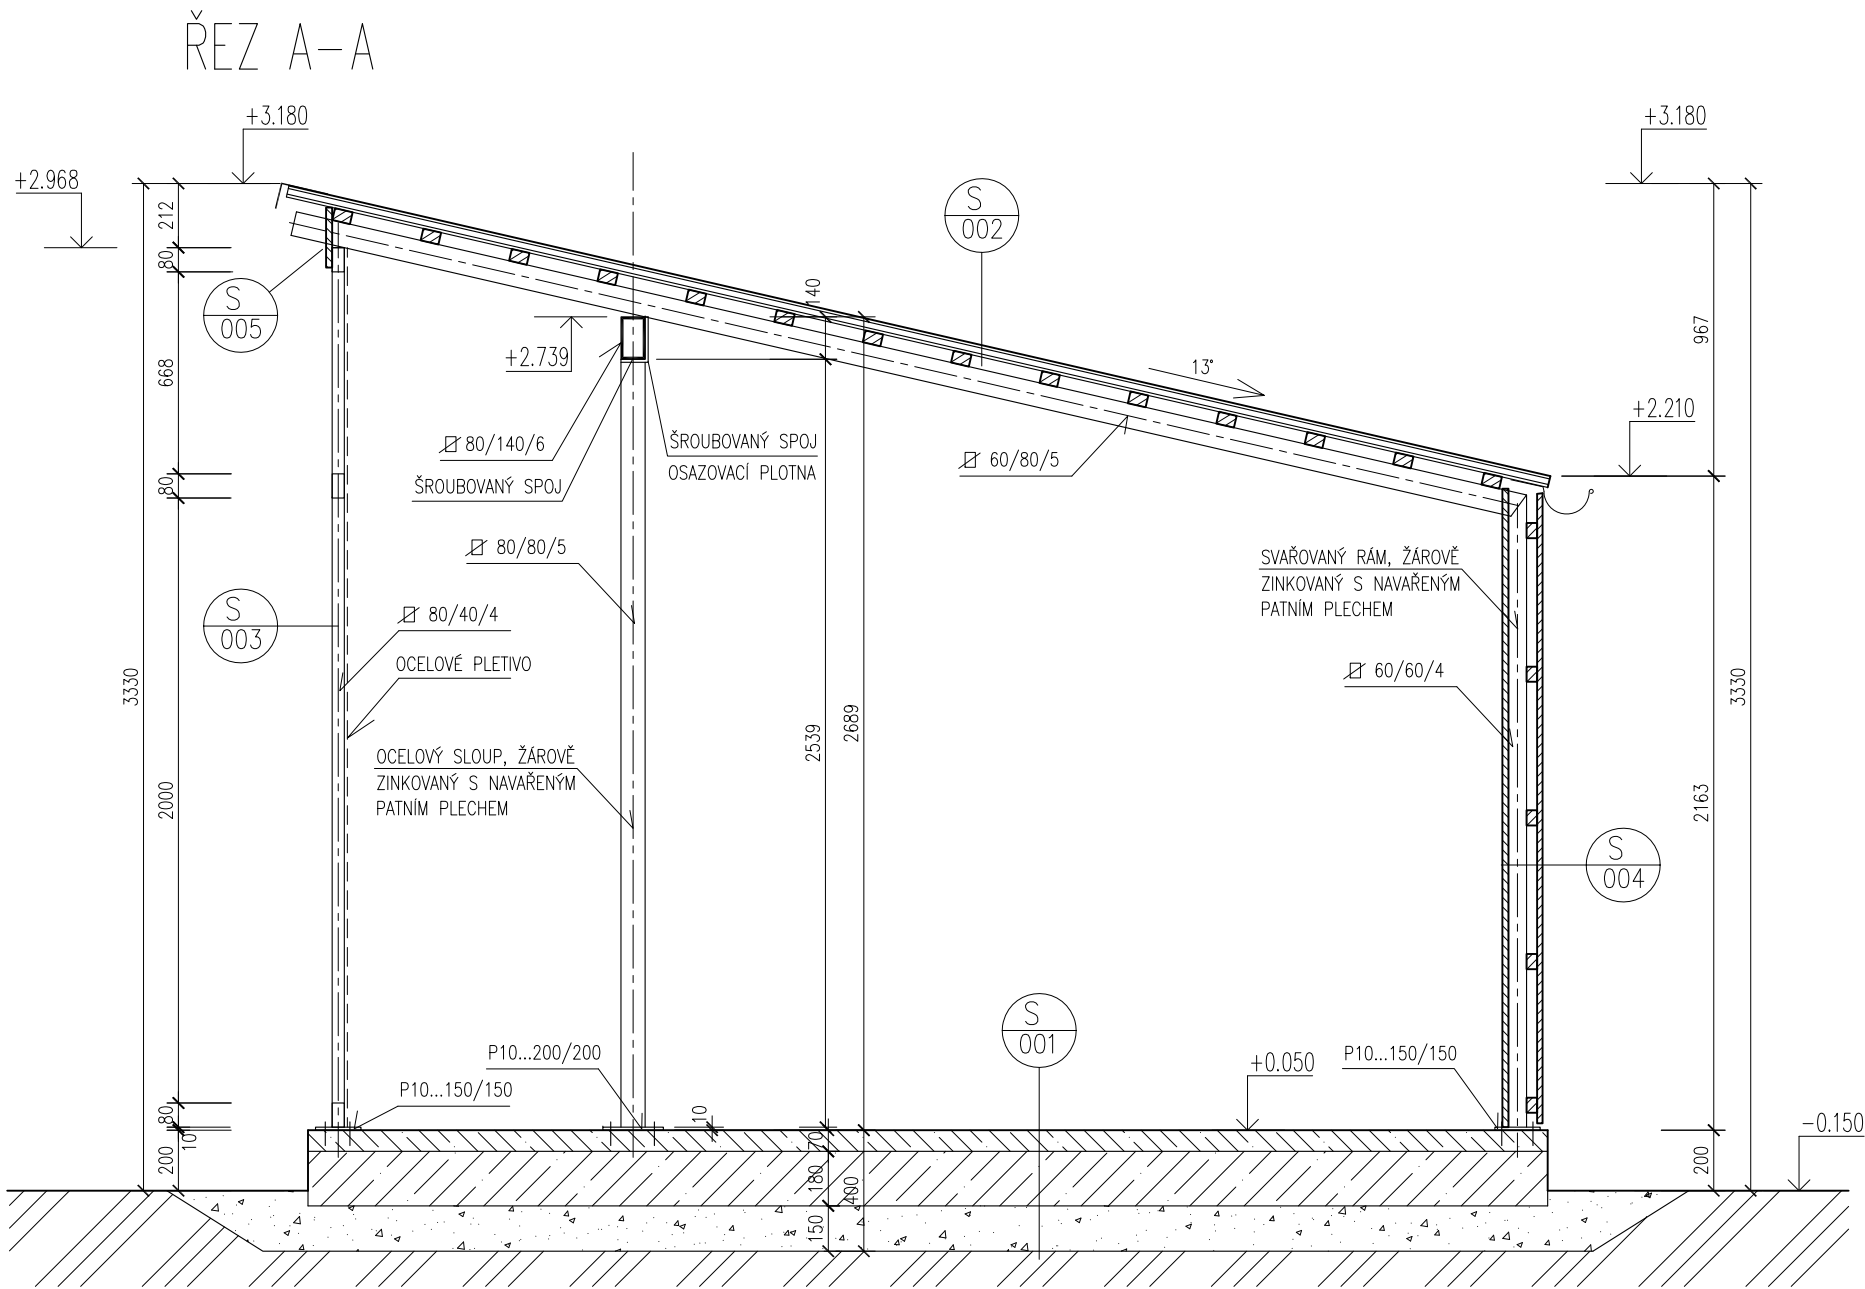 ŘEZ A-A
+3.180
+3.180
+2.968
212
S
002
80
S
005
140
+2.739
967
13°
668
+2.210
80/140/6
ŠROUBOVANÝ SPOJ
OSAZOVACÍ PLOTNA
60/80/5
ŠROUBOVANÝ SPOJ
80
80/80/5
SVAŘOVANÝ RÁM, ŽÁROVĚ
ZINKOVANÝ S NAVAŘENÝM
PATNÍM PLECHEM
S
003
80/40/4
OCELOVÉ PLETIVO
60/60/4
3330
3330
2539
2689
OCELOVÝ SLOUP, ŽÁROVĚ
ZINKOVANÝ S NAVAŘENÝM
PATNÍM PLECHEM
2000
2163
S
004
S
001
P10...200/200
+0.050
P10...150/150
P10...150/150
80
10
10
70
-0.150
200
200
180
400
150